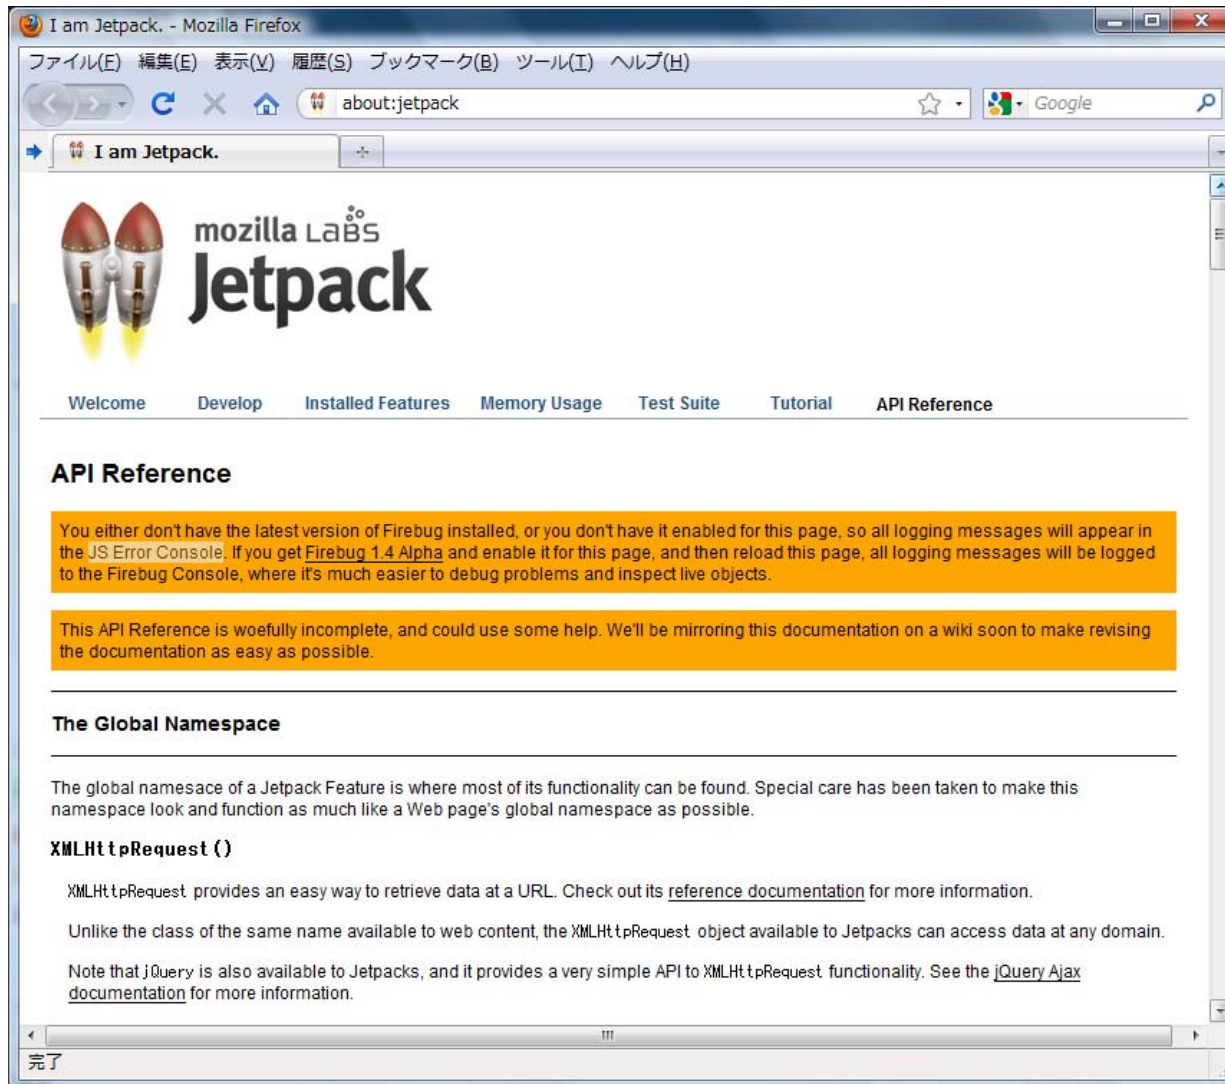 I am Jetpack. - Mozilla Firefox
ファイル(F) 編集(E) 表示(V) 履歴(S) ブックマーク(B) ツール(T) ヘルプ(H)
about:jetpack
Google
I am Jetpack.
mozilla LABS
Jetpack
Welcome Develop Installed Features Memory Usage Test Suite Tutorial API Reference
API Reference
You either don't have the latest version of Firebug installed, or you don't have it enabled for this page, so all logging messages will appear in
the JS Error Console. If you get Firebug 1.4 Alpha and enable it for this page, and then reload this page, all logging messages will be logged
to the Firebug Console, where it's much easier to debug problems and inspect live objects.
This API Reference is woefully incomplete, and could use some help. We'll be mirroring this documentation on a wiki soon to make revising
the documentation as easy as possible.
The Global Namespace
The global namesace of a Jetpack Feature is where most of its functionality can be found. Special care has been taken to make this
namespace look and function as much like a Web page's global namespace as possible.
XMLHttpRequest()
XMLHttpRequest provides an easy way to retrieve data at a URL. Check out its reference documentation for more information.
Unlike the class of the same name available to web content, the XMLHttpRequest object available to Jetpacks can access data at any domain.
Note that jQuery is also available to Jetpacks, and it provides a very simple API to XMLHttpRequest functionality. See the jQuery Ajax
documentation for more information.
完了